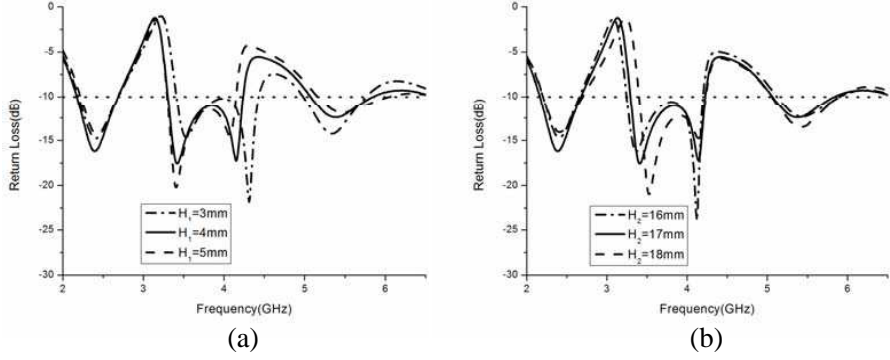 0
-5
-10
-15
-20
-25
-30
Return Loss(dB)
H₁=3mm
H₁=4mm
H₁=5mm
2
3
4
5
6
Frequency(GHz)
(a)
0
-5
-10
-15
-20
-25
-30
Return Loss(dB)
H₂=16mm
H₂=17mm
H₂=18mm
2
3
4
5
6
Frequency(GHz)
(b)